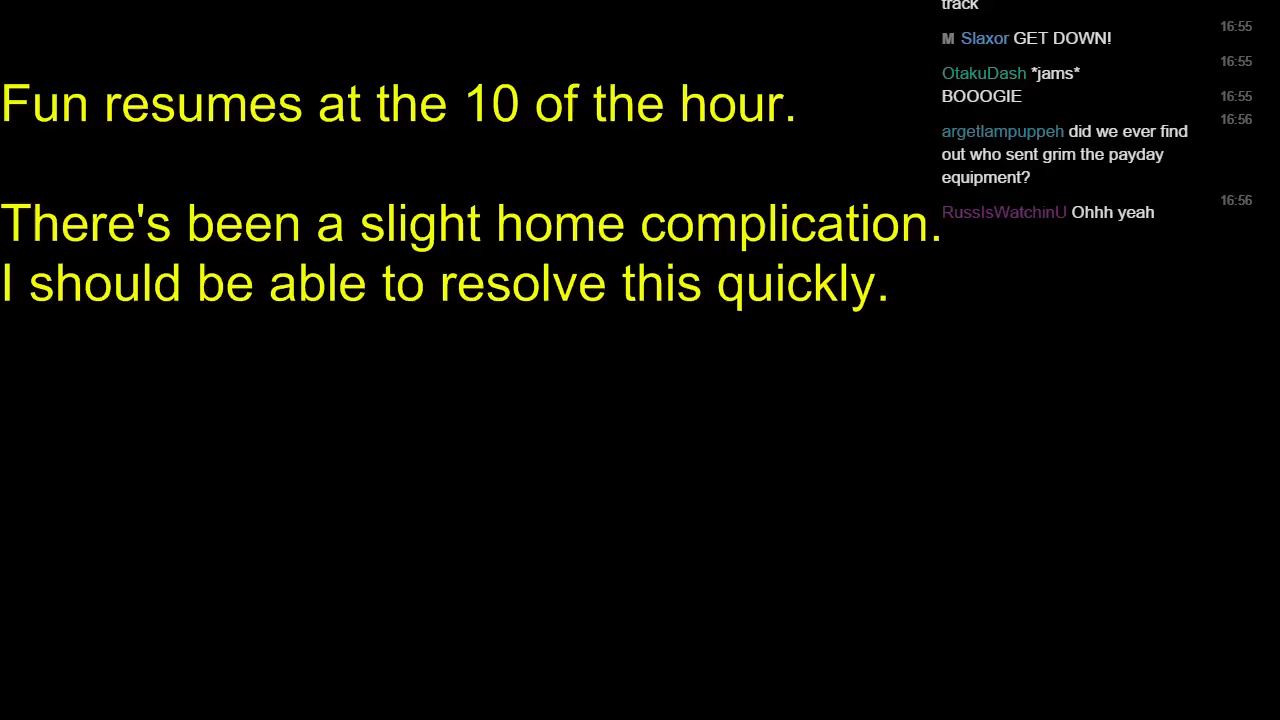 Fun resumes at the 10 of the hour.
There's been a slight home complication.
I should be able to resolve this quickly.
track
16:55
M Slaxor GET DOWN!
16:55
OtakuDash *jams*
BOOOGIE 16:55
16:56
argetlampuppeh did we ever find
out who sent grim the payday
equipment?
16:56
RussIsWatchinU Ohhh yeah